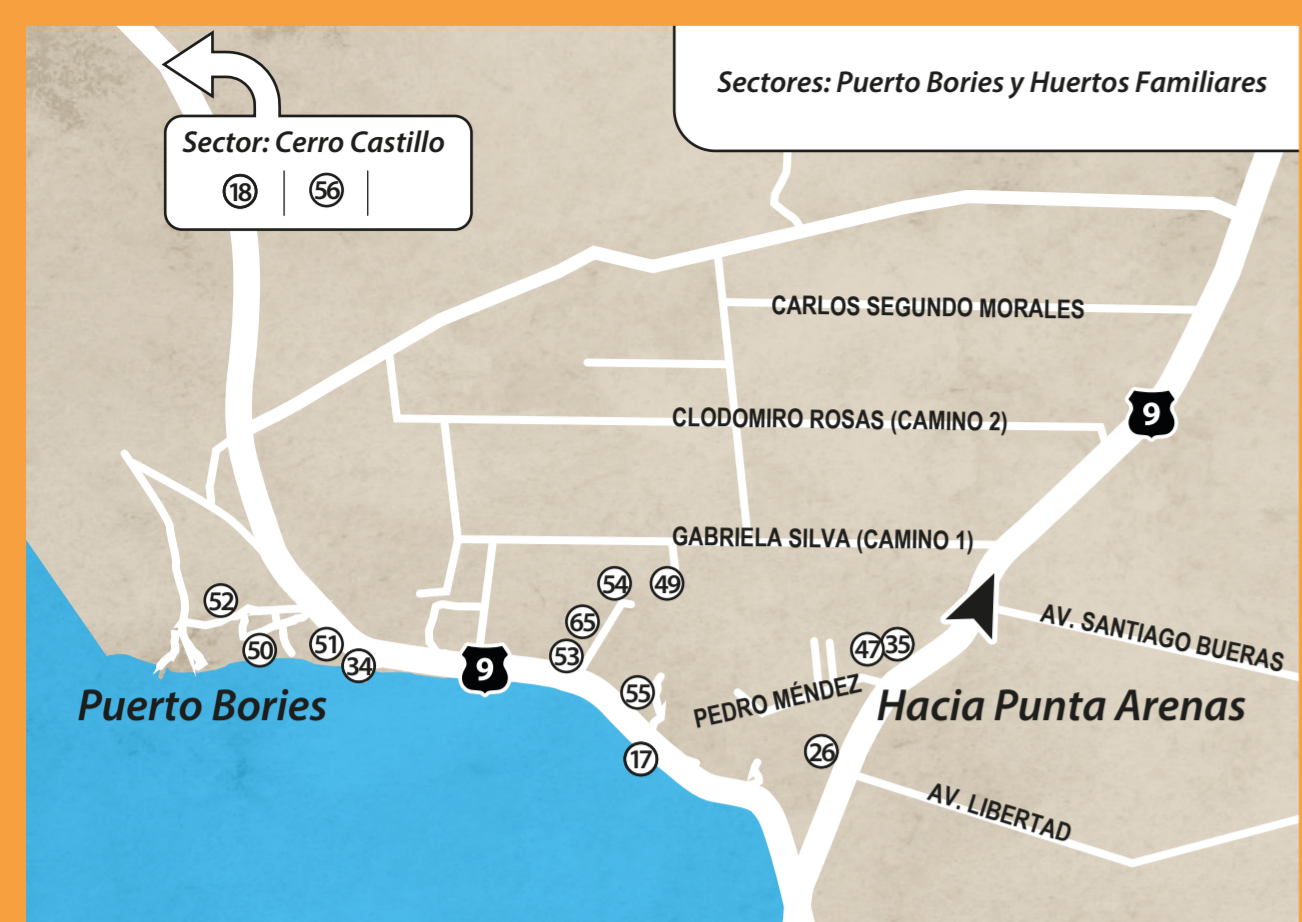 Sectores: Puerto Bories y Huertos Familiares
Sector: Cerro Castillo
18 56
CARLOS SEGUNDO MORALES
9
CLODOMIRO ROSAS (CAMINO 2)
GABRIELA SILVA (CAMINO 1)
54 49
52
65
AV. SANTIAGO BUERAS
50 51 34
9
53
47 35
55
PEDRO MÉNDEZ
Puerto Bories
Hacia Punta Arenas
17
26
AV. LIBERTAD